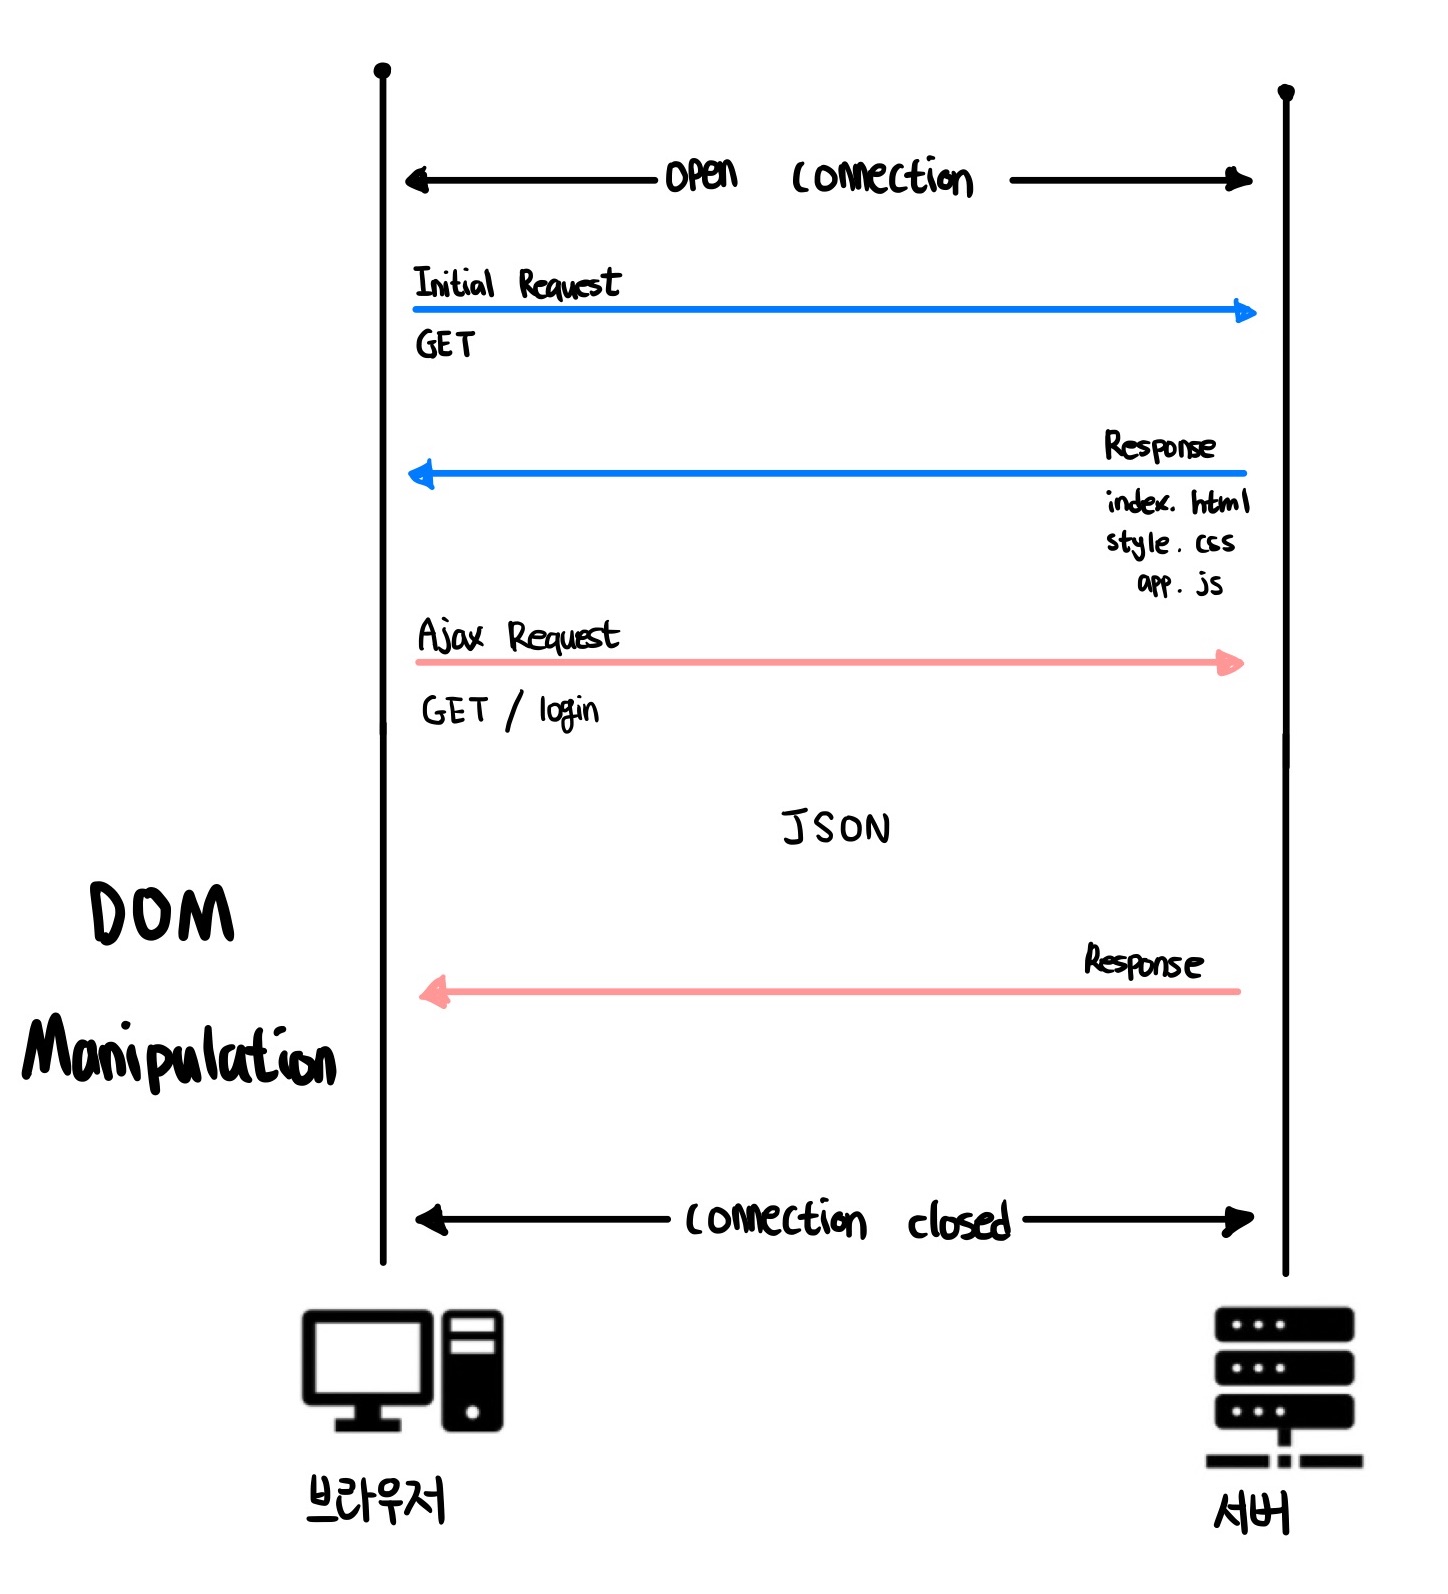 open connection
Initial Request
GET
Response
index. html
style. css
app. js
Ajax Request
GET / login
JSON
DOM
Manipulation
Response
connection closed
브라우저
서버